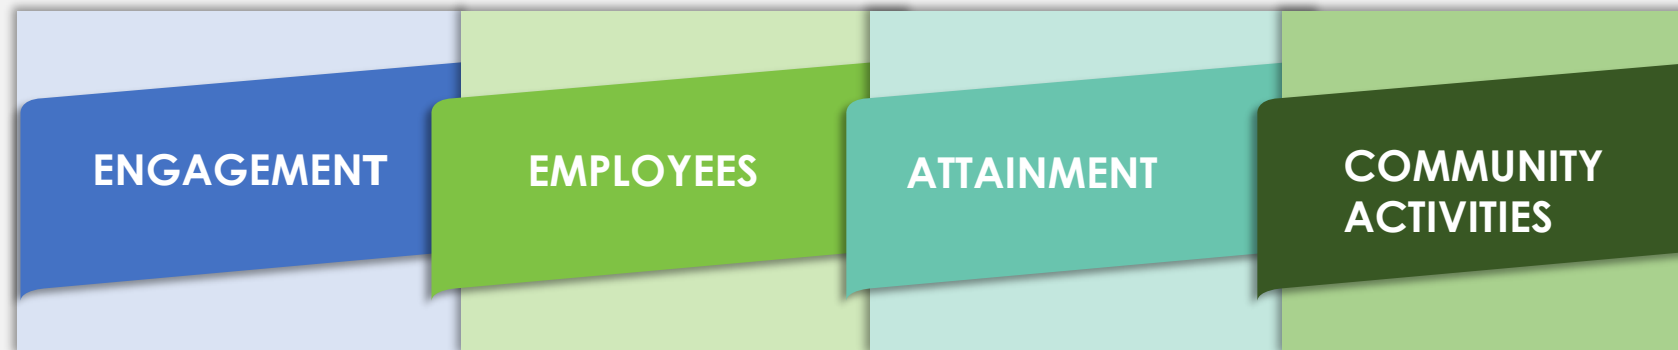 ENGAGEMENT
EMPLOYEES
ATTAINMENT
COMMUNITY
ACTIVITIES